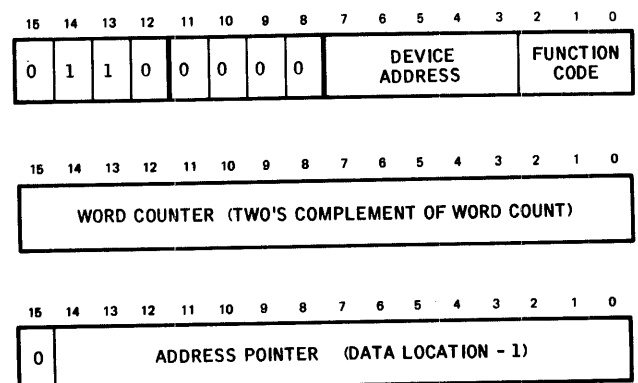 15 14 13 12 11 10 9 8 7 6 5 4 3 2 1 0
0 1 1 0 0 0 0 0 DEVICE ADDRESS FUNCTION CODE
15 14 13 12 11 10 9 8 7 6 5 4 3 2 1 0
WORD COUNTER (TWO'S COMPLEMENT OF WORD COUNT)
15 14 13 12 11 10 9 8 7 6 5 4 3 2 1 0
0 ADDRESS POINTER (DATA LOCATION - 1)